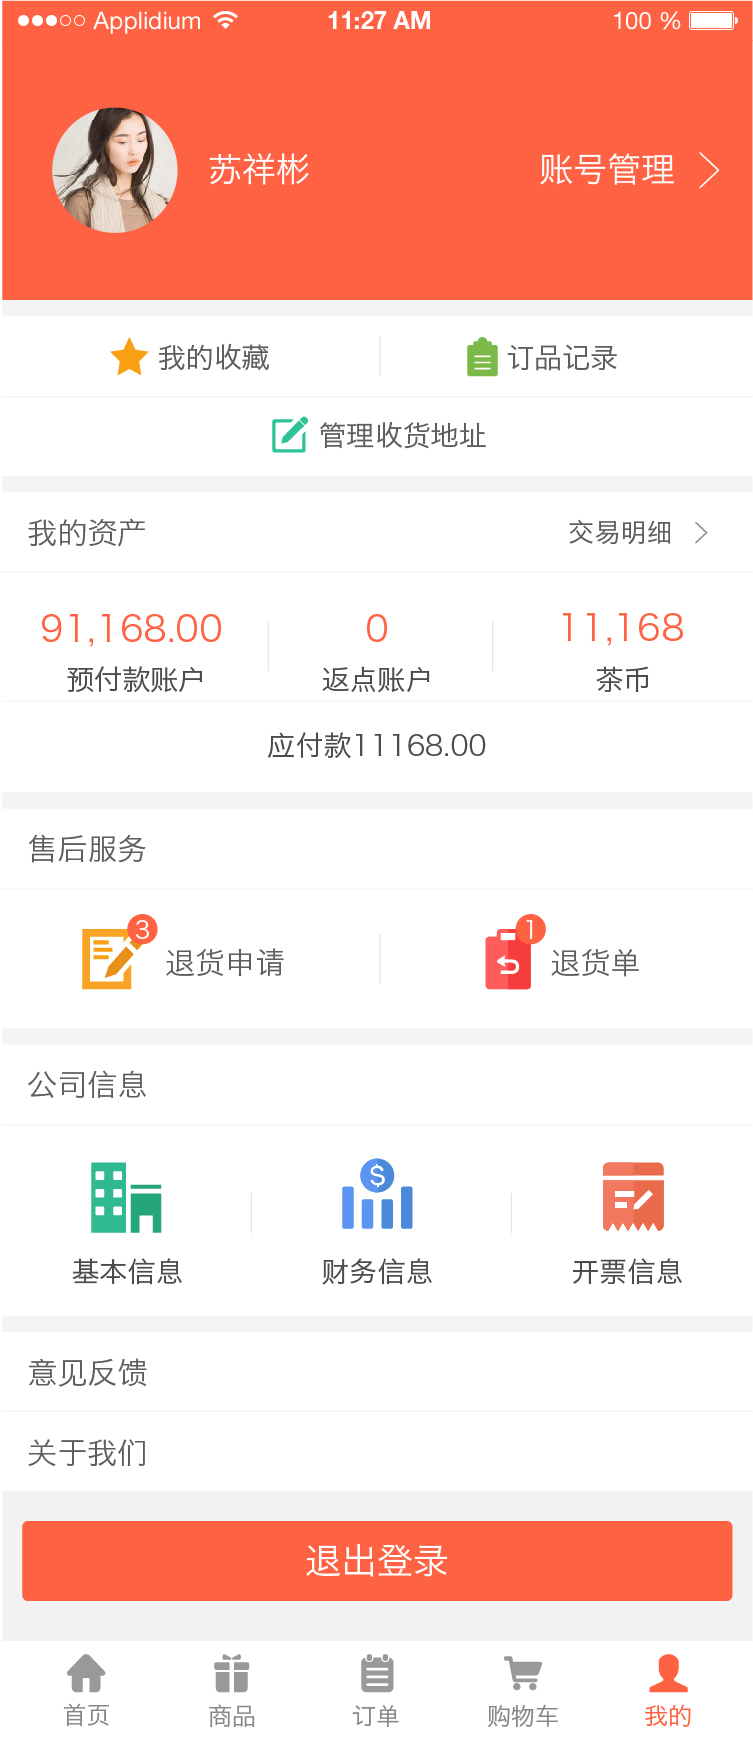 Applidium 11:27 AM 100 %
苏祥彬 账号管理
我的收藏 订品记录
管理收货地址
我的资产 交易明细
91,168.00 0 11,168
预付款账户 返点账户 茶币
应付款11168.00
售后服务
3 1
退货申请 退货单
公司信息
$
基本信息 财务信息 开票信息
意见反馈
关于我们
退出登录
首页 商品 订单 购物车 我的